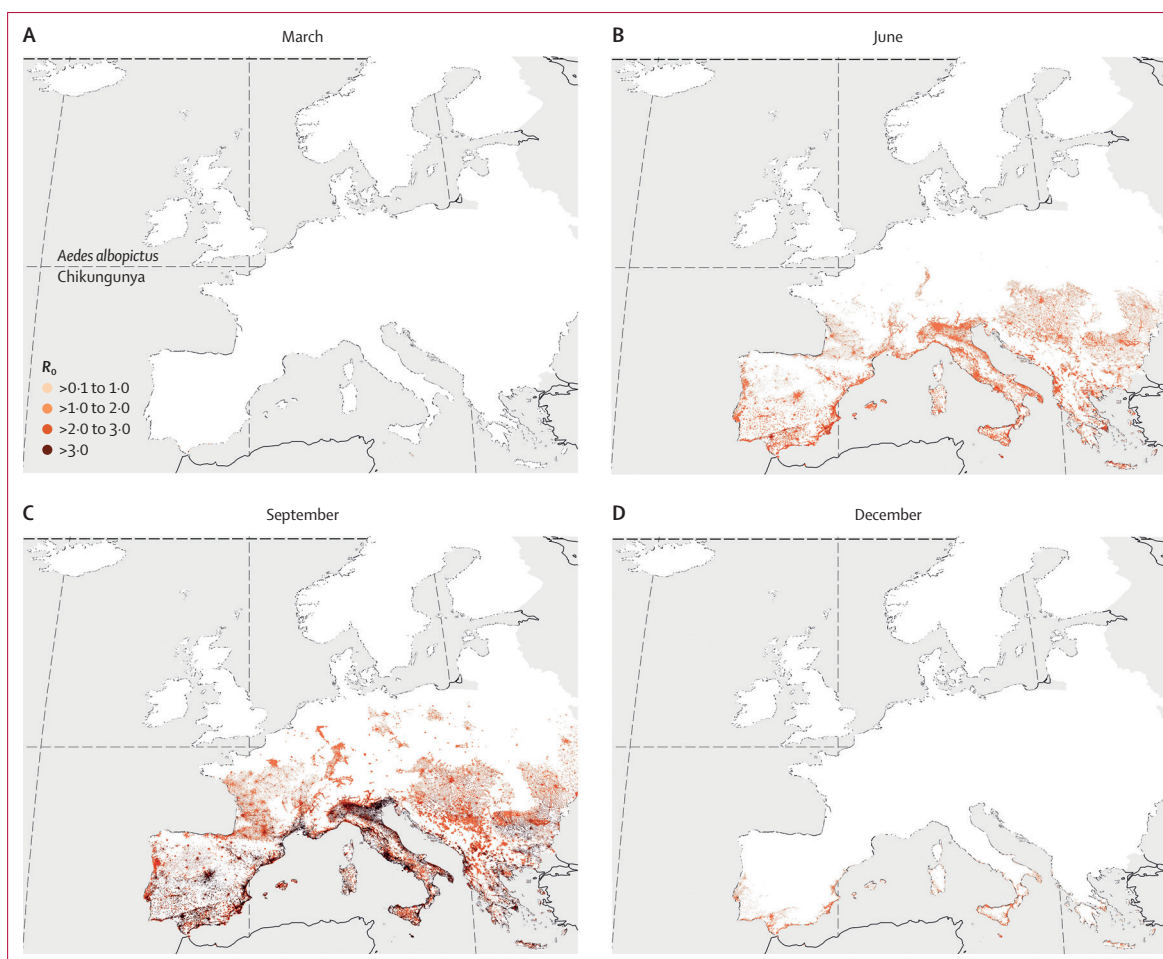 A March
B June
Aedes albopictus
Chikungunya
R₀
>0·1 to 1·0
>1·0 to 2·0
>2·0 to 3·0
>3·0
C September
D December